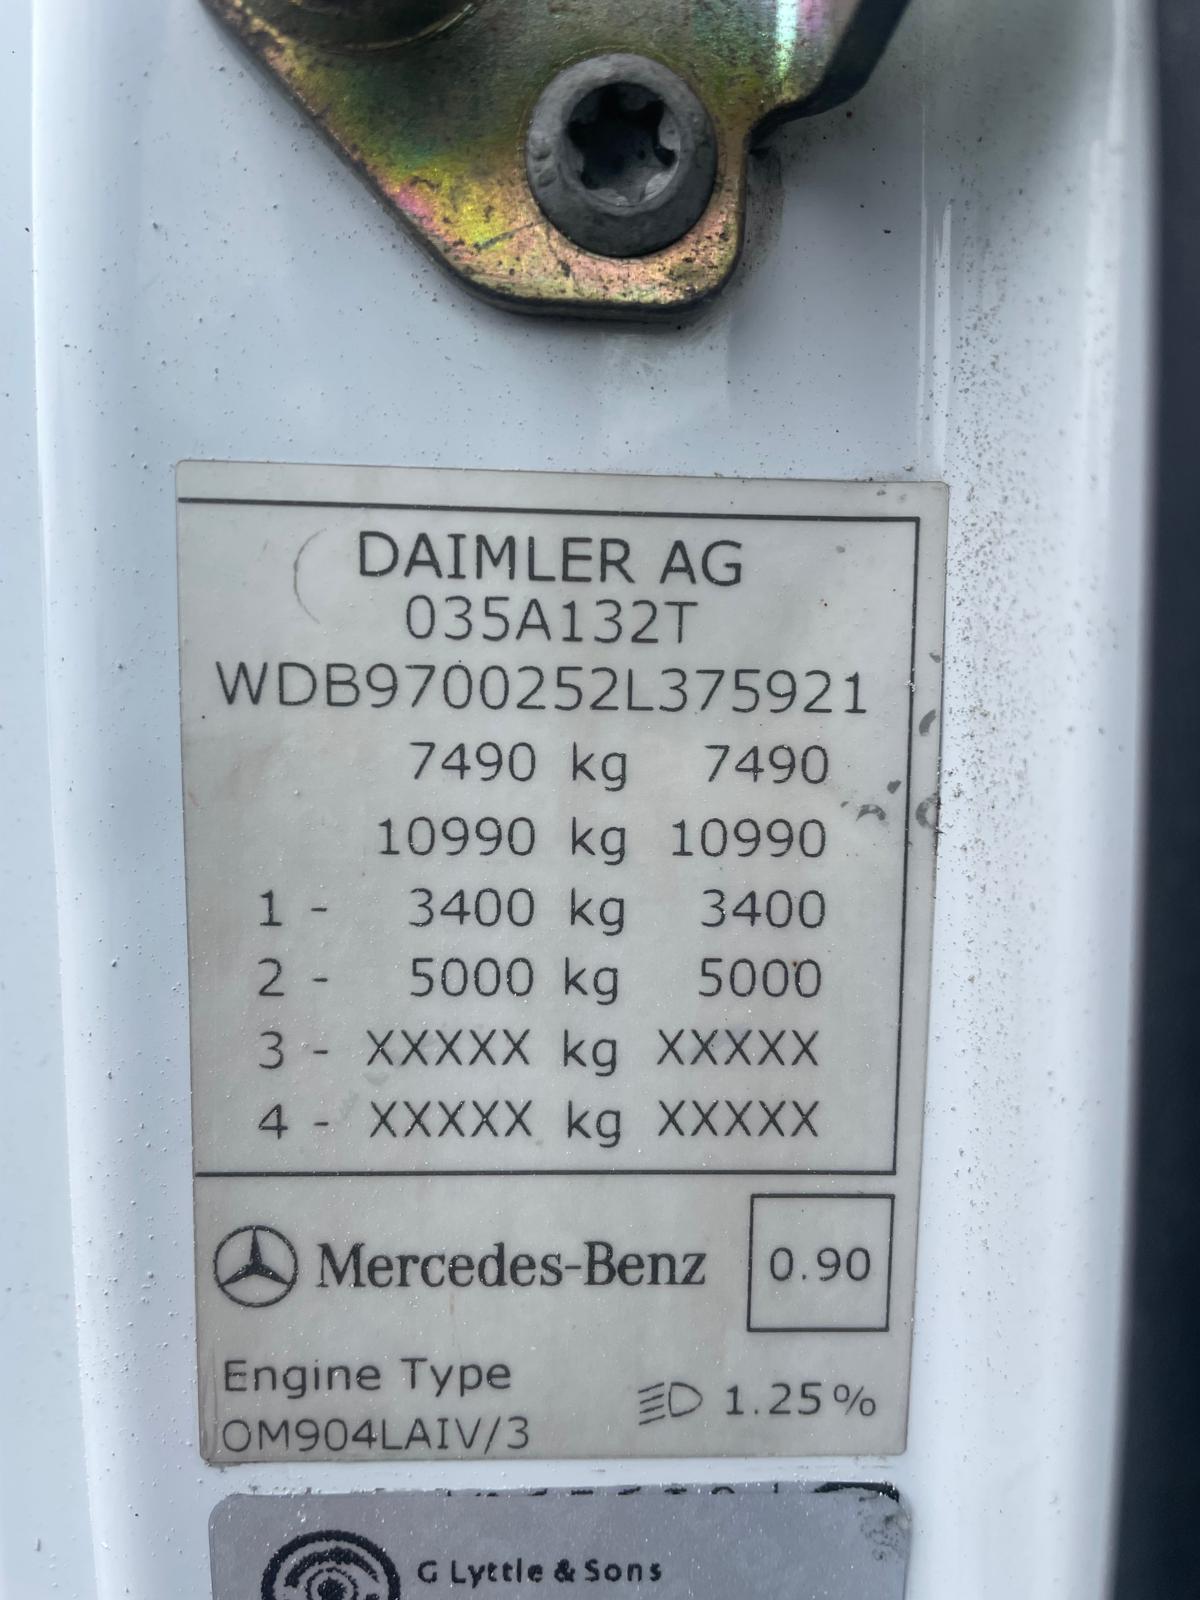 DAIMLER AG
035A132T
WDB9700252L375921
7490 kg 7490
10990 kg 10990
1 - 3400 kg 3400
2 - 5000 kg 5000
3 - XXXXX kg XXXXX
4 - XXXXX kg XXXXX
Mercedes-Benz 0.90
Engine Type
OM904LAIV/3
1.25%
G Lyttle & Sons